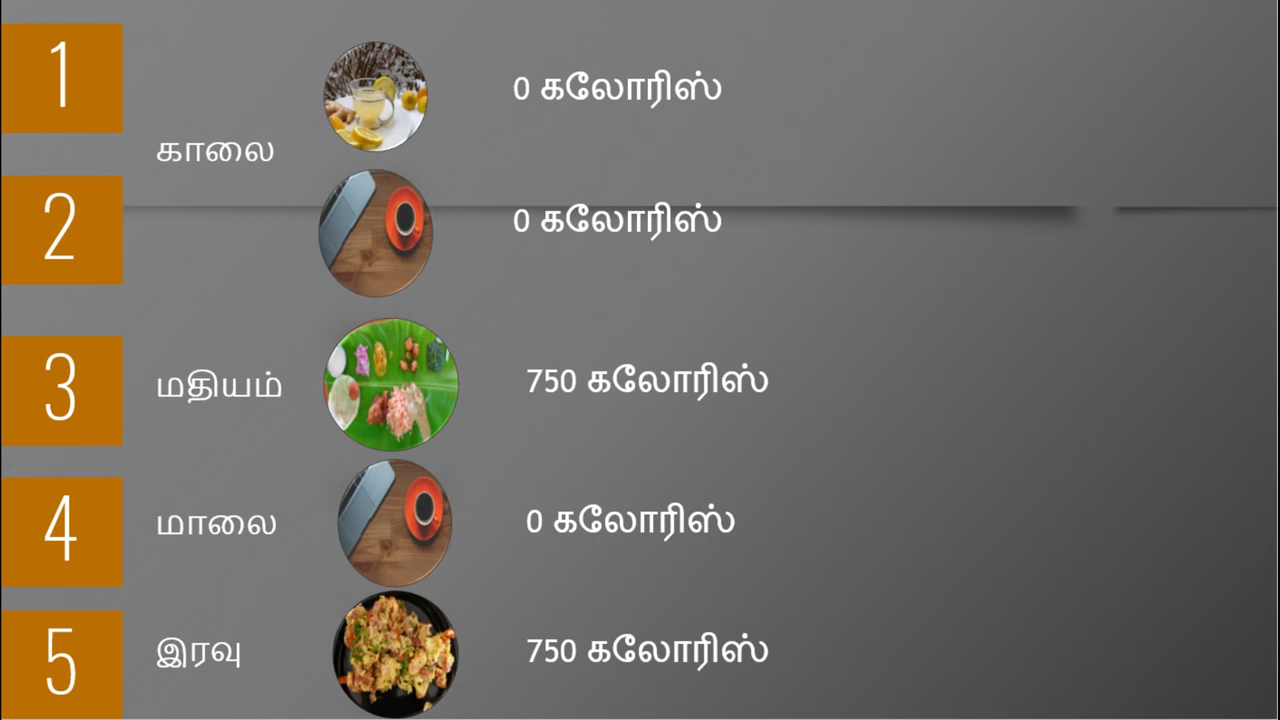 1
0 கலோரிஸ்
காலை
2
0 கலோரிஸ்
3
மதியம்
750 கலோரிஸ்
4
மாலை
0 கலோரிஸ்
5
இரவு
750 கலோரிஸ்